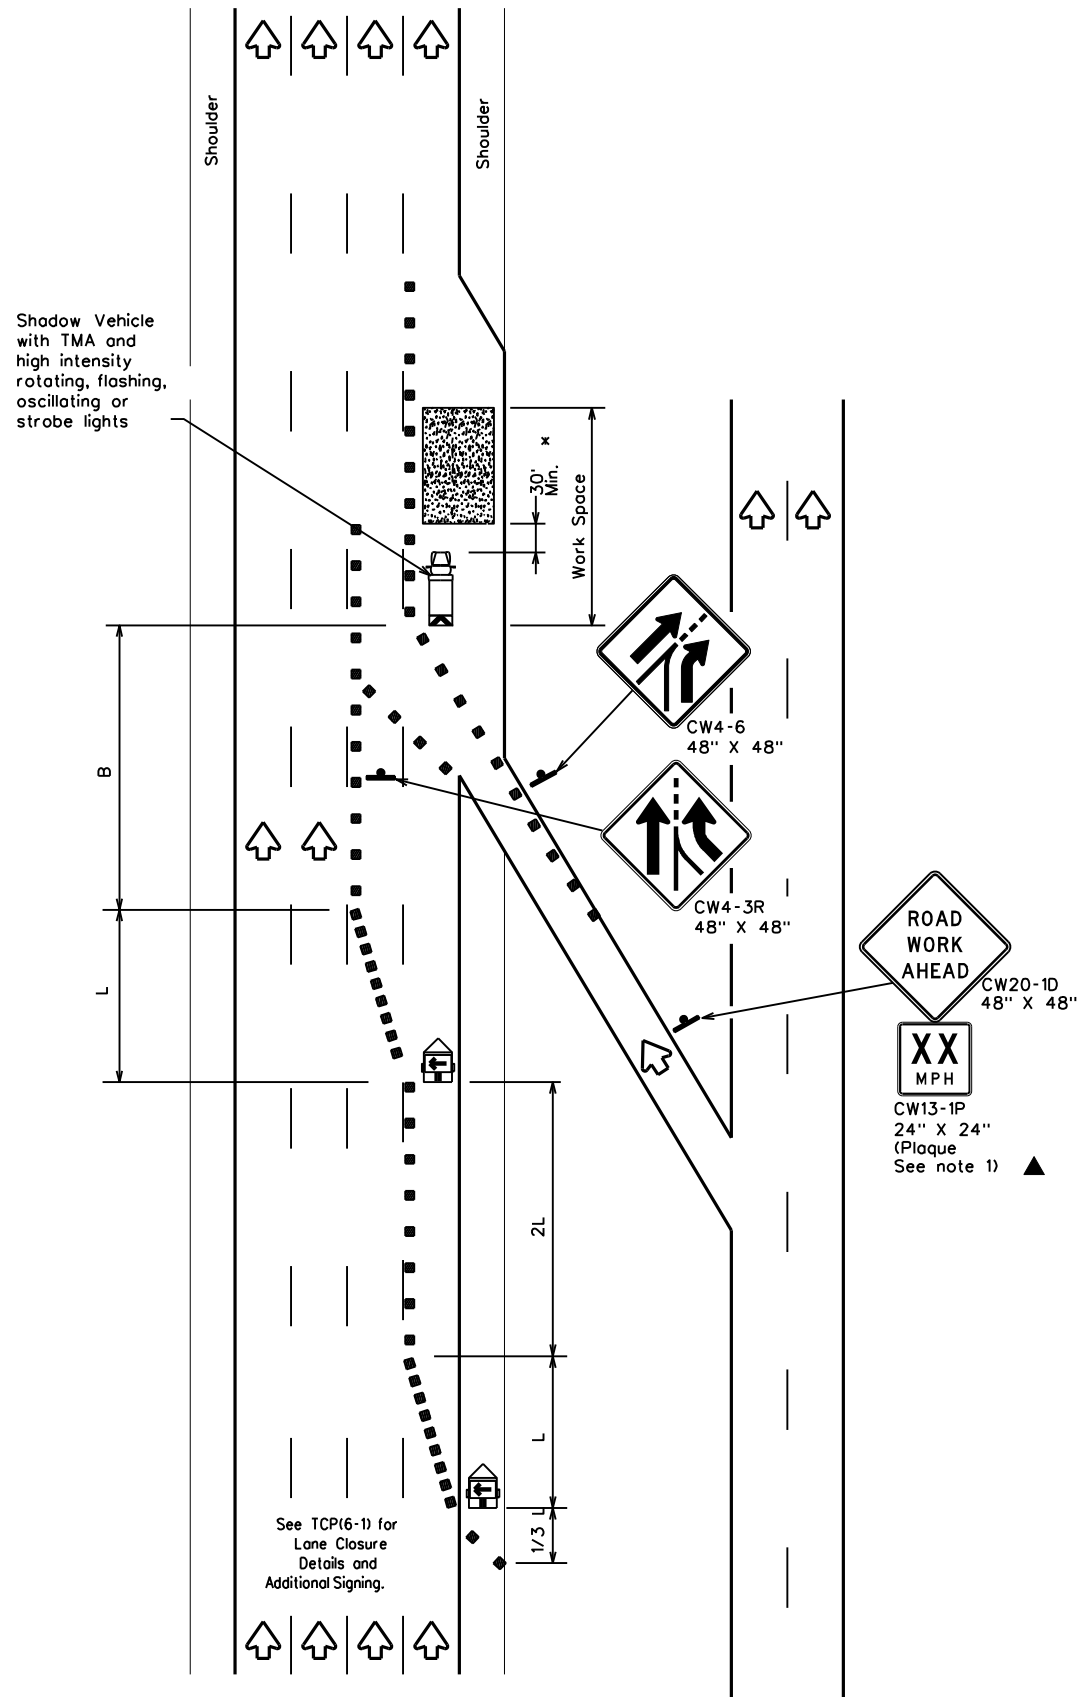 Shoulder
Shoulder
Shadow Vehicle
with TMA and
high intensity
rotating, flashing,
oscillating or
strobe lights
30'
Min.
x
Work Space
CW4-6
48" X 48"
B
CW4-3R
48" X 48"
ROAD
WORK
AHEAD
CW20-1D
48" X 48"
L
XX
MPH
CW13-1P
24" X 24"
(Plaque
See note 1)
2L
L
1/3 L
See TCP(6-1) for
Lane Closure
Details and
Additional Signing.